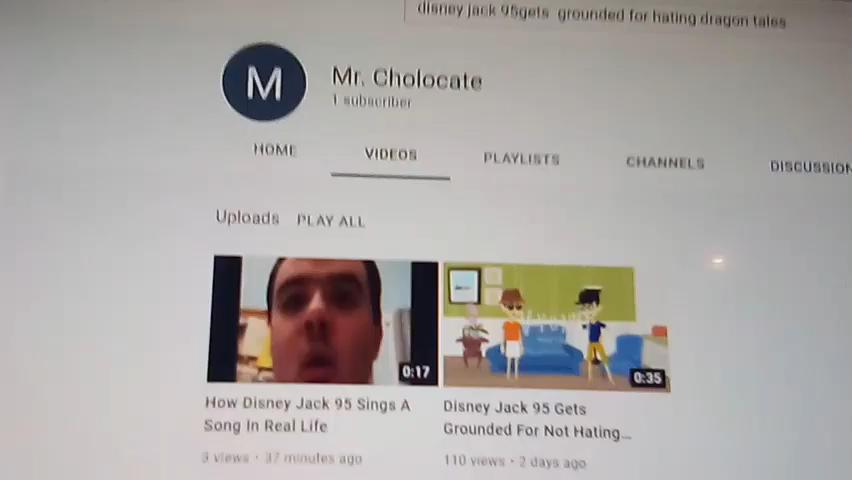 disney jack 95gets grounded for hating dragon tales
M
Mr. Cholocate
1 subscriber
HOME VIDEOS PLAYLISTS CHANNELS DISCUSSION
Uploads PLAY ALL
0:17
0:35
How Disney Jack 95 Sings A
Song In Real Life
3 views • 37 minutes ago
Disney Jack 95 Gets
Grounded For Not Hating...
110 views • 2 days ago